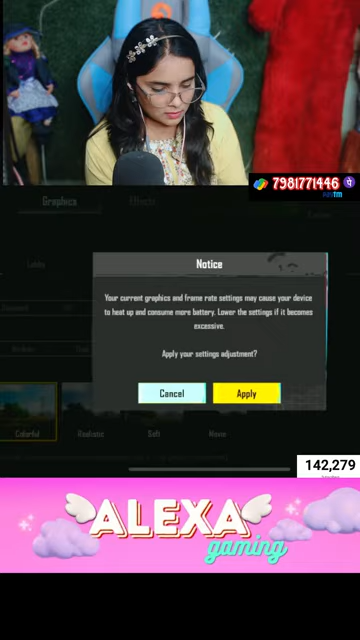 7981771446
paytm
Graphics
Effects
Lobby
Notice
Your current graphics and frame rate settings may cause your device
to heat up and consume more battery. Lower the settings if it becomes
excessive.
Apply your settings adjustment?
Cancel
Apply
Colorful
Realistic
Soft
Movie
142,279
ALEXA
gaming